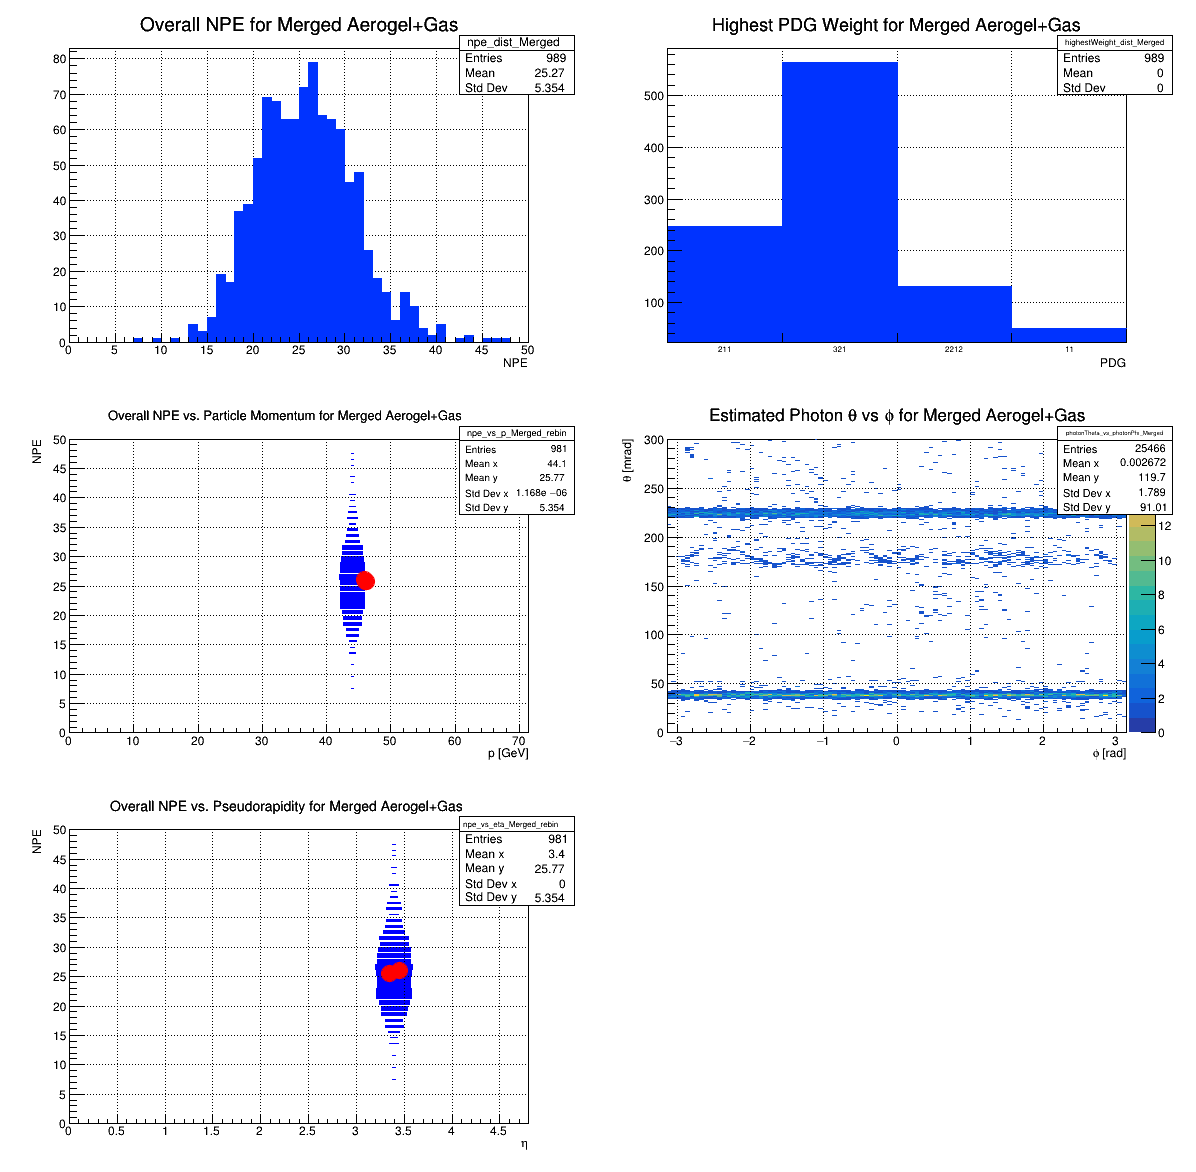 Overall NPE for Merged Aerogel+Gas
npe_dist_Merged
Entries 989
Mean 25.27
Std Dev 5.354
80
70
60
50
40
30
20
10
0
0 5 10 15 20 25 30 35 40 45 50
NPE
Highest PDG Weight for Merged Aerogel+Gas
highestWeight_dist_Merged
Entries 989
Mean 0
Std Dev 0
500
400
300
200
100
211 321 2212 11
PDG
Overall NPE vs. Particle Momentum for Merged Aerogel+Gas
npe_vs_p_Merged_rebin
Entries 981
Mean x 44.1
Mean y 25.77
Std Dev x 1.168e −06
Std Dev y 5.354
NPE
50
45
40
35
30
25
20
15
10
5
0
0 10 20 30 40 50 60 70
p [GeV]
Estimated Photon θ vs ϕ for Merged Aerogel+Gas
photonTheta_vs_photonPhi_Merged
Entries 25466
Mean x 0.002672
Mean y 119.7
Std Dev x 1.789
Std Dev y 91.01
θ [mrad]
300
250
200
150
100
50
0
−3 −2 −1 0 1 2 3
ϕ [rad]
12
10
8
6
4
2
0
Overall NPE vs. Pseudorapidity for Merged Aerogel+Gas
npe_vs_eta_Merged_rebin
Entries 981
Mean x 3.4
Mean y 25.77
Std Dev x 0
Std Dev y 5.354
NPE
50
45
40
35
30
25
20
15
10
5
0
0 0.5 1 1.5 2 2.5 3 3.5 4 4.5
η